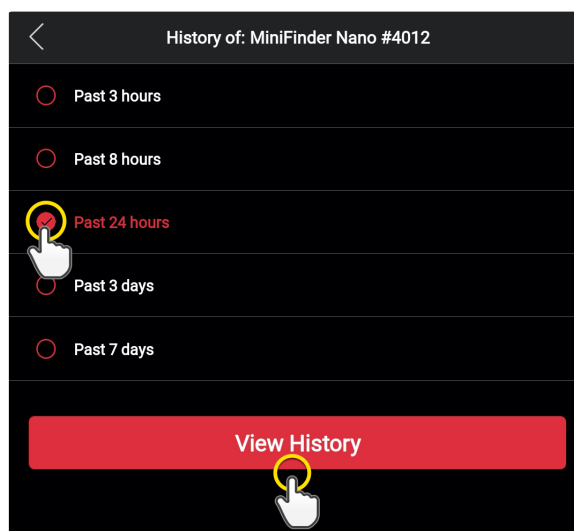 History of: MiniFinder Nano #4012
Past 3 hours
Past 8 hours
Past 24 hours
Past 3 days
Past 7 days
View History